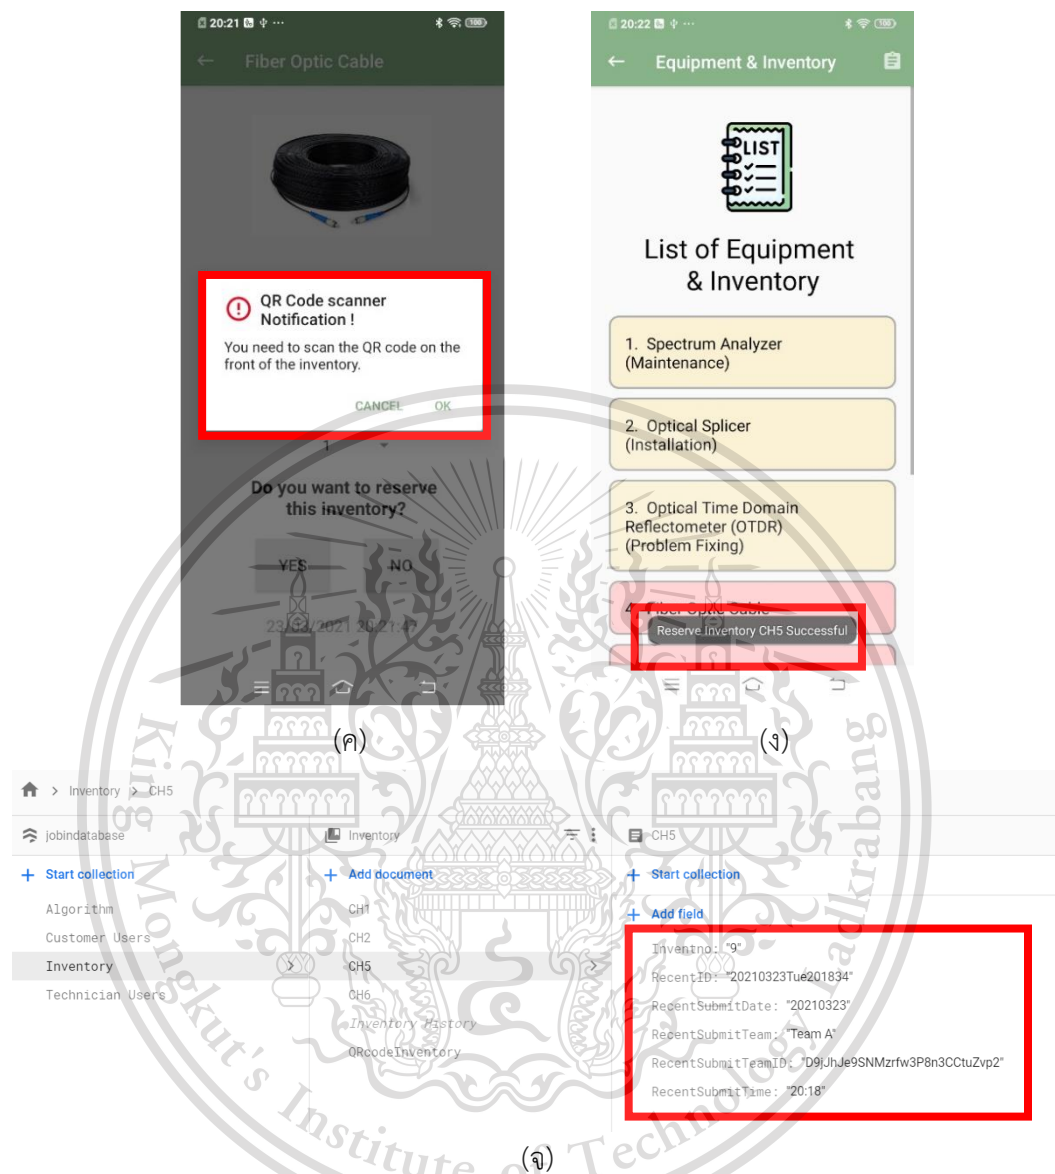 20:21
100
Fiber Optic Cable
QR Code scanner
Notification !
You need to scan the QR code on the
front of the inventory.
CANCEL OK
1
Do you want to reserve
this inventory?
YES NO
23/03/2021 20:21:47
(ค)
20:22
100
Equipment & Inventory
LIST
List of Equipment
& Inventory
1. Spectrum Analyzer
(Maintenance)
2. Optical Splicer
(Installation)
3. Optical Time Domain
Reflectometer (OTDR)
(Problem Fixing)
4. Fiber Optic Cable
Reserve Inventory CH5 Successful
(ง)
Inventory > CH5
jobindatabase
+ Start collection
Algorithm
Customer Users
Inventory
Technician Users
Inventory
+ Add document
CH1
CH2
CH5
CH6
Inventory History
QRcodeInventory
CH5
+ Start collection
+ Add field
Inventno: "9"
RecentID: "20210323Tue201834"
RecentSubmitDate: "20210323"
RecentSubmitTeam: "Team A"
RecentSubmitTeamID: "D9jJhJe9SNMzrfw3P8n3CCtuZvp2"
RecentSubmitTime: "20:18"
(จ)
King Mongkut's Institute of Technology Ladkrabang